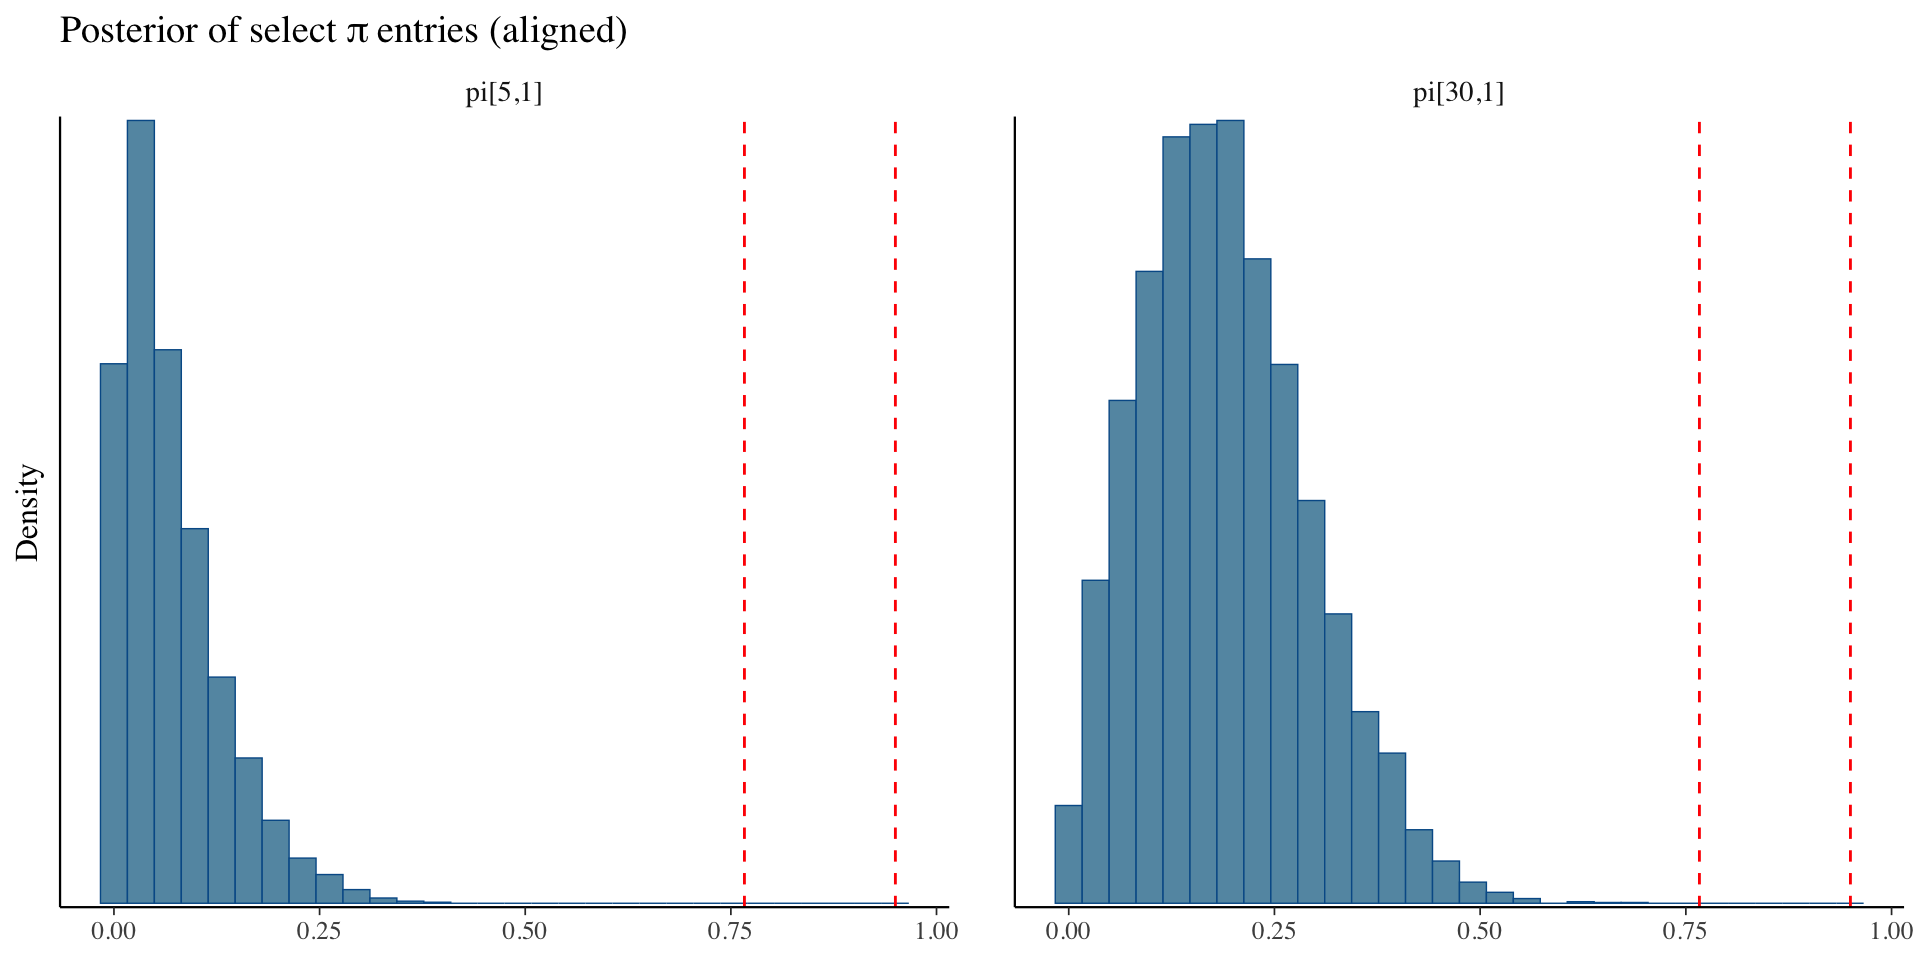 Posterior of select π entries (aligned)
pi[5,1]
pi[30,1]
Density
0.00 0.25 0.50 0.75 1.00
0.00 0.25 0.50 0.75 1.00